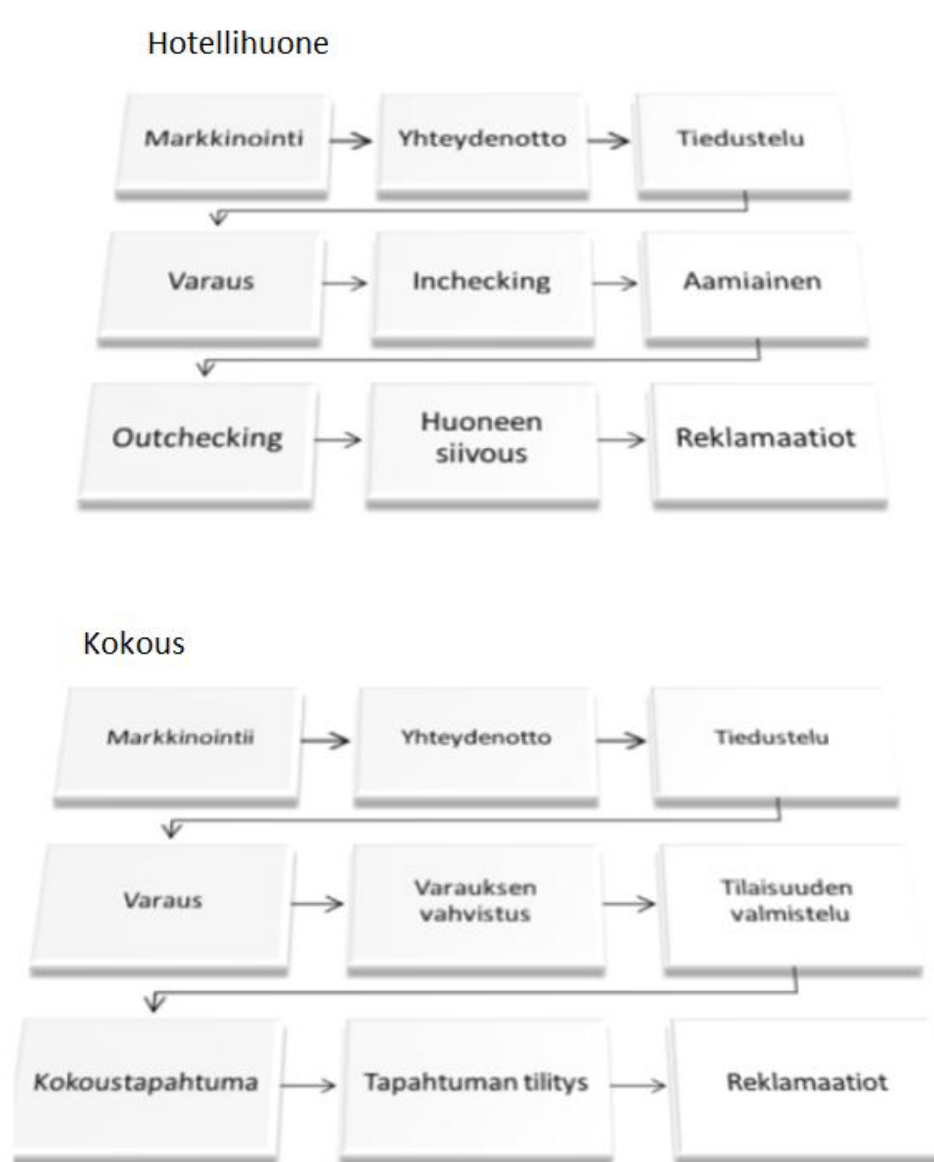 Hotellihuone
Markkinointi
Yhteydenotto
Tiedustelu
Varaus
Inchecking
Aamiainen
Outchecking
Huoneen
siivous
Reklamaatiot
Kokous
Markkinointii
Yhteydenotto
Tiedustelu
Varaus
Varauksen
vahvistus
Tilaisuuden
valmistelu
Kokoustapahtuma
Tapahtuman tilitys
Reklamaatiot